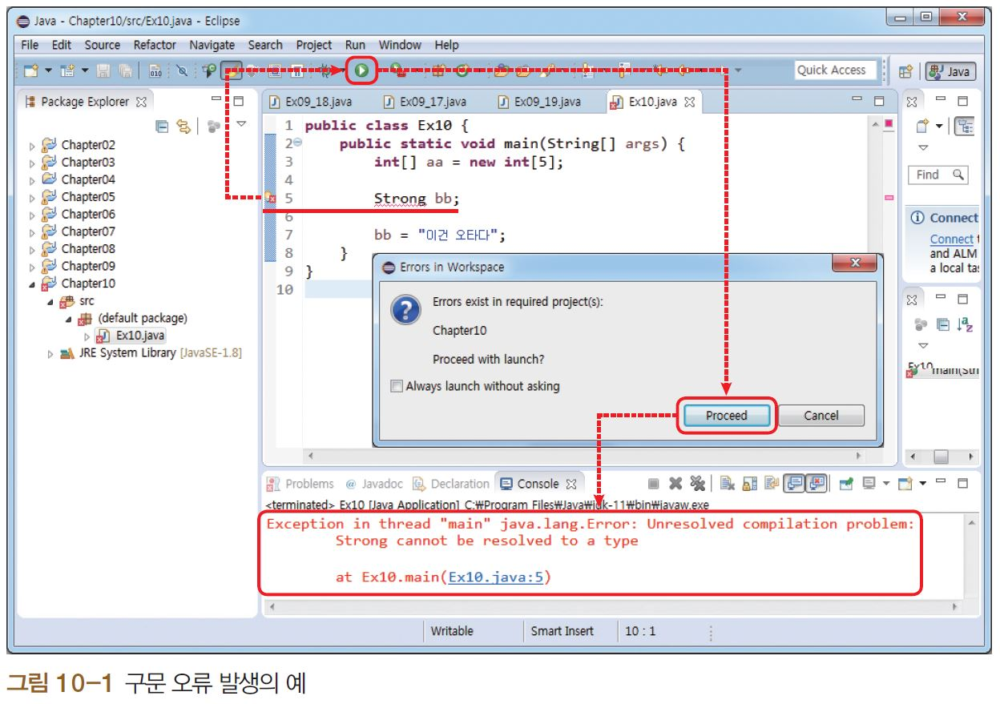 Java - Chapter10/src/Ex10.java - Eclipse
File Edit Source Refactor Navigate Search Project Run Window Help
Quick Access
Java
Package Explorer
Ex09_18.java
Ex09_17.java
Ex09_19.java
Ex10.java
Chapter02
Chapter03
Chapter04
Chapter05
Chapter06
Chapter07
Chapter08
Chapter09
Chapter10
src
(default package)
Ex10.java
JRE System Library [JavaSE-1.8]
1 public class Ex10 {
2 public static void main(String[] args) {
3 int[] aa = new int[5];
4
5 Strong bb;
6
7 bb = "이건 오타다";
8 }
9 }
10
Errors in Workspace
Errors exist in required project(s):
Chapter10
Proceed with launch?
Always launch without asking
Proceed
Cancel
Find
Connect
Connect t
and ALM
a local ta
Ex10
main(Stri
Problems
@ Javadoc
Declaration
Console
<terminated> Ex10 [Java Application] C:₩Program Files₩Java₩jdk-11₩bin₩javaw.exe
Exception in thread "main" java.lang.Error: Unresolved compilation problem:
Strong cannot be resolved to a type
at Ex10.main(Ex10.java:5)
Writable
Smart Insert
10 : 1
그림 10-1 구문 오류 발생의 예